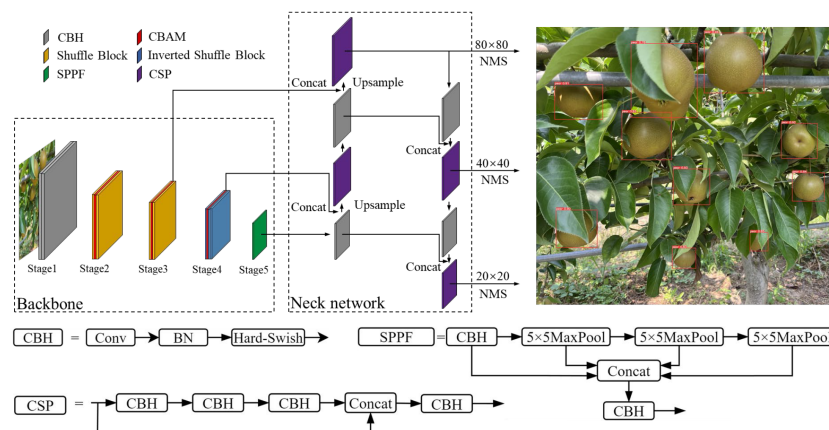 CBH
CBAM
Shuffle Block
Inverted Shuffle Block
SPPF
CSP
80×80
NMS
Concat
Upsample
Concat
40×40
NMS
Concat
Upsample
Concat
20×20
NMS
Stage1
Stage2
Stage3
Stage4
Stage5
Backbone
Neck network
CBH = Conv BN Hard-Swish
SPPF = CBH 5×5MaxPool 5×5MaxPool 5×5MaxPool
Concat
CBH
CSP = CBH CBH CBH Concat CBH